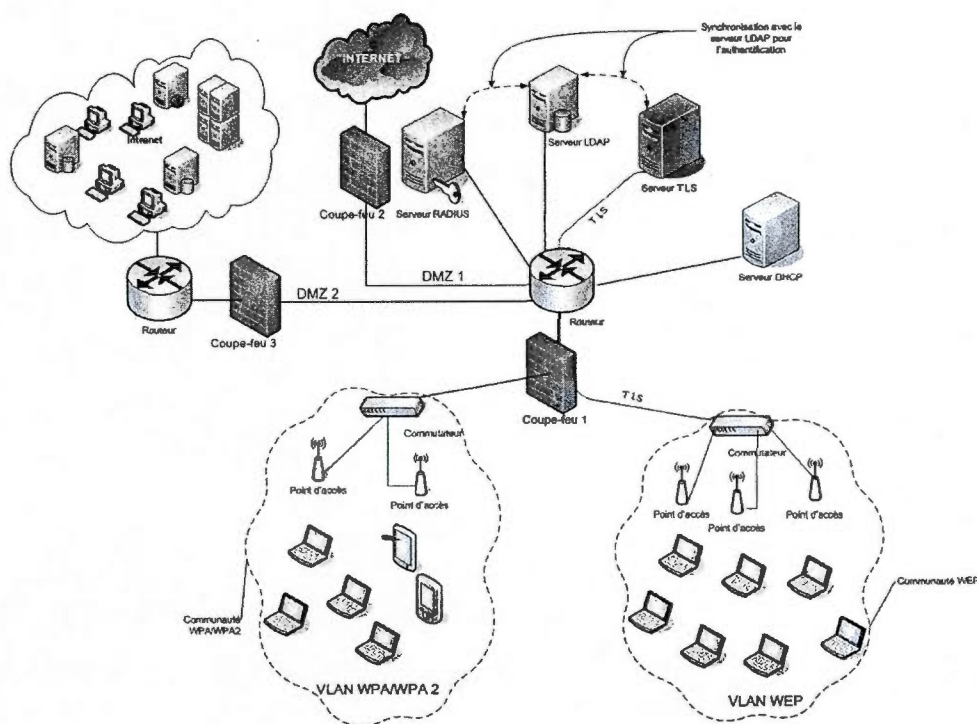 Synchronisation avec le
serveur LDAP pour
l'authentification
"INTERNET"
Intranet
Serveur LDAP
Serveur TLS
Coupe-feu 2
Serveur RADIUS
TLS
Serveur DHCP
DMZ 1
DMZ 2
Routeur
Routeur
Coupe-feu 3
Coupe-feu 1
TLS
Commutateur
Commutateur
Point d'accès
Point d'accès
Point d'accès
Point d'accès
Point d'accès
Communauté WEP
Communauté
WPA/WPA2
VLAN WPA/WPA 2
VLAN WEP